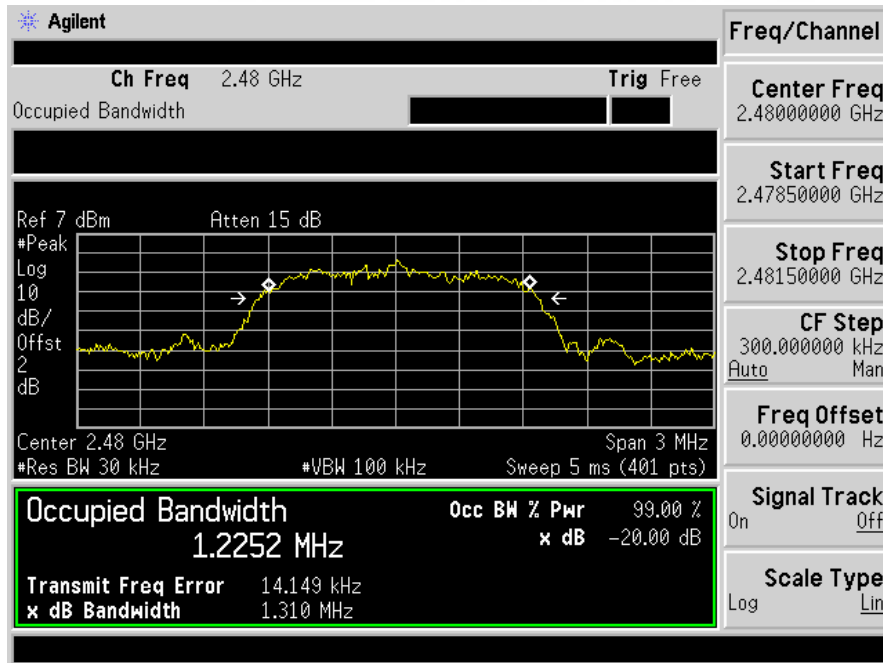 Agilent
Freq/Channel
Ch Freq 2.48 GHz Trig Free
Occupied Bandwidth
Center Freq
2.48000000 GHz
Start Freq
2.47850000 GHz
Stop Freq
2.48150000 GHz
CF Step
300.000000 kHz
Auto Man
Freq Offset
0.00000000 Hz
Signal Track
On Off
Scale Type
Log Lin
Ref 7 dBm Atten 15 dB
#Peak
Log
10
dB/
Offst
2
dB
Center 2.48 GHz Span 3 MHz
#Res BW 30 kHz #VBW 100 kHz Sweep 5 ms (401 pts)
Occupied Bandwidth Occ BW % Pwr 99.00 %
1.2252 MHz x dB -20.00 dB
Transmit Freq Error 14.149 kHz
x dB Bandwidth 1.310 MHz